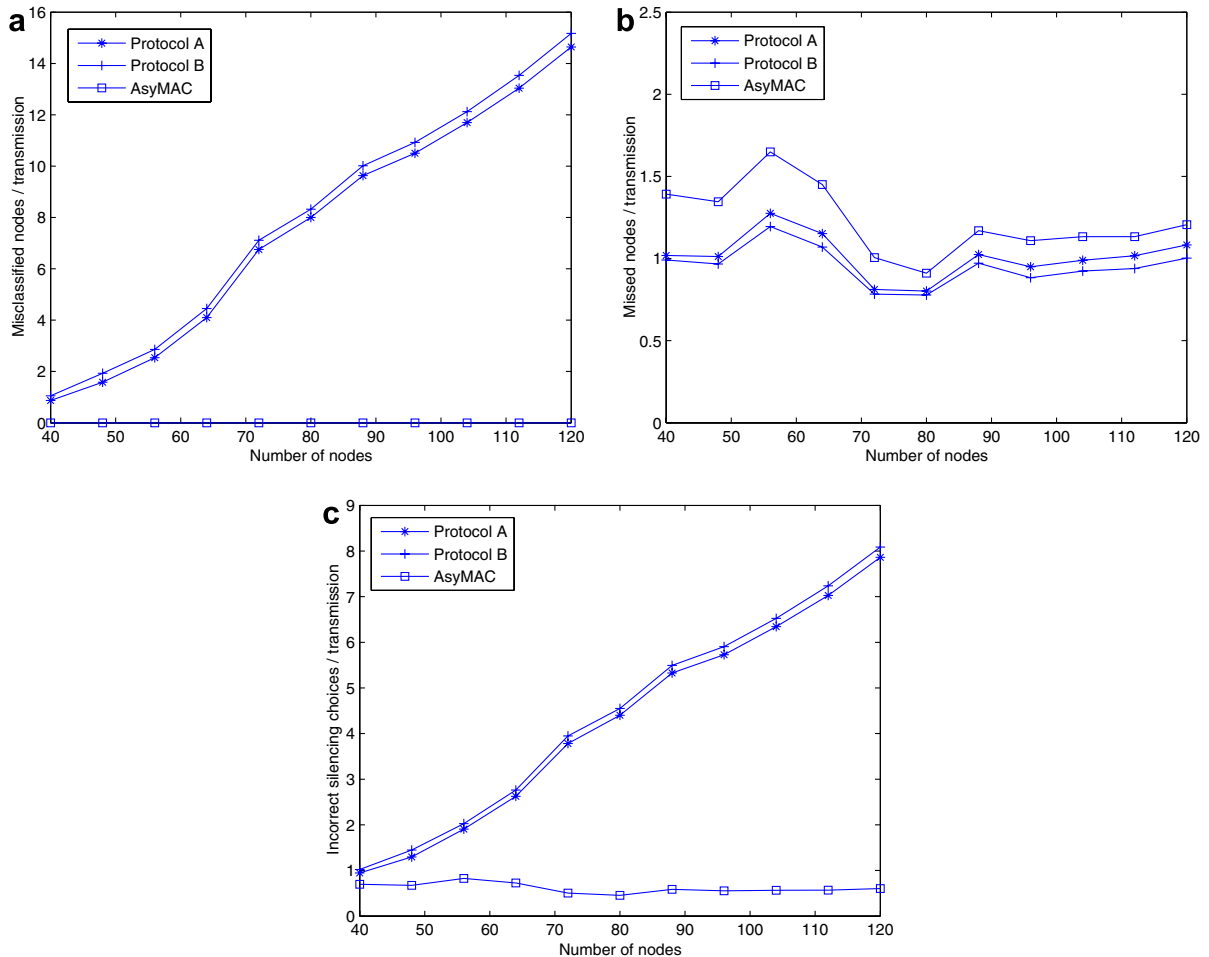 a
16
14
12
10
8
6
4
2
0
Misclassified nodes / transmission
Protocol A
Protocol B
AsyMAC
40 50 60 70 80 90 100 110 120
Number of nodes
b
2.5
2
1.5
1
0.5
0
Missed nodes / transmission
Protocol A
Protocol B
AsyMAC
40 50 60 70 80 90 100 110 120
Number of nodes
c
9
8
7
6
5
4
3
2
1
0
Incorrect silencing choices / transmission
Protocol A
Protocol B
AsyMAC
40 50 60 70 80 90 100 110 120
Number of nodes